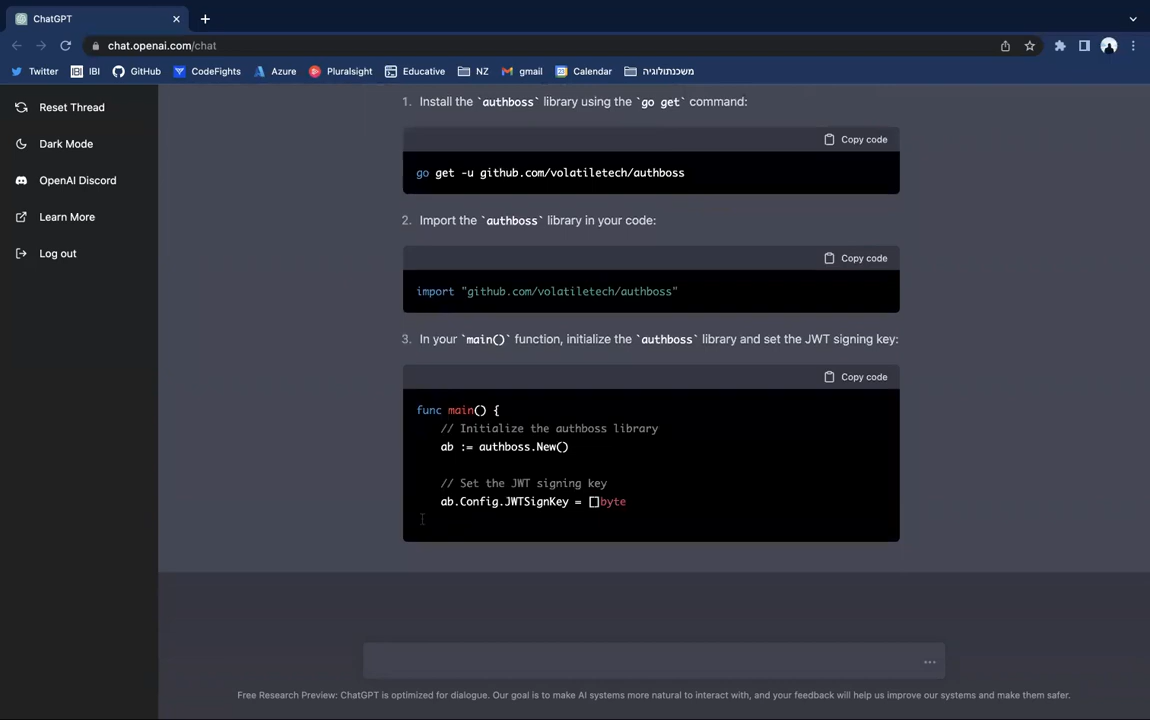 ChatGPT
chat.openai.com/chat
Twitter IBI GitHub CodeFights Azure Pluralsight Educative NZ gmail Calendar משכנתולוגיה
Reset Thread
Dark Mode
OpenAI Discord
Learn More
Log out
1. Install the `authboss` library using the `go get` command:
Copy code
go get -u github.com/volatiletech/authboss
2. Import the `authboss` library in your code:
Copy code
import "github.com/volatiletech/authboss"
3. In your `main()` function, initialize the `authboss` library and set the JWT signing key:
Copy code
func main() {
// Initialize the authboss library
ab := authboss.New()
// Set the JWT signing key
ab.Config.JWTSignKey = []byte
Free Research Preview: ChatGPT is optimized for dialogue. Our goal is to make AI systems more natural to interact with, and your feedback will help us improve our systems and make them safer.